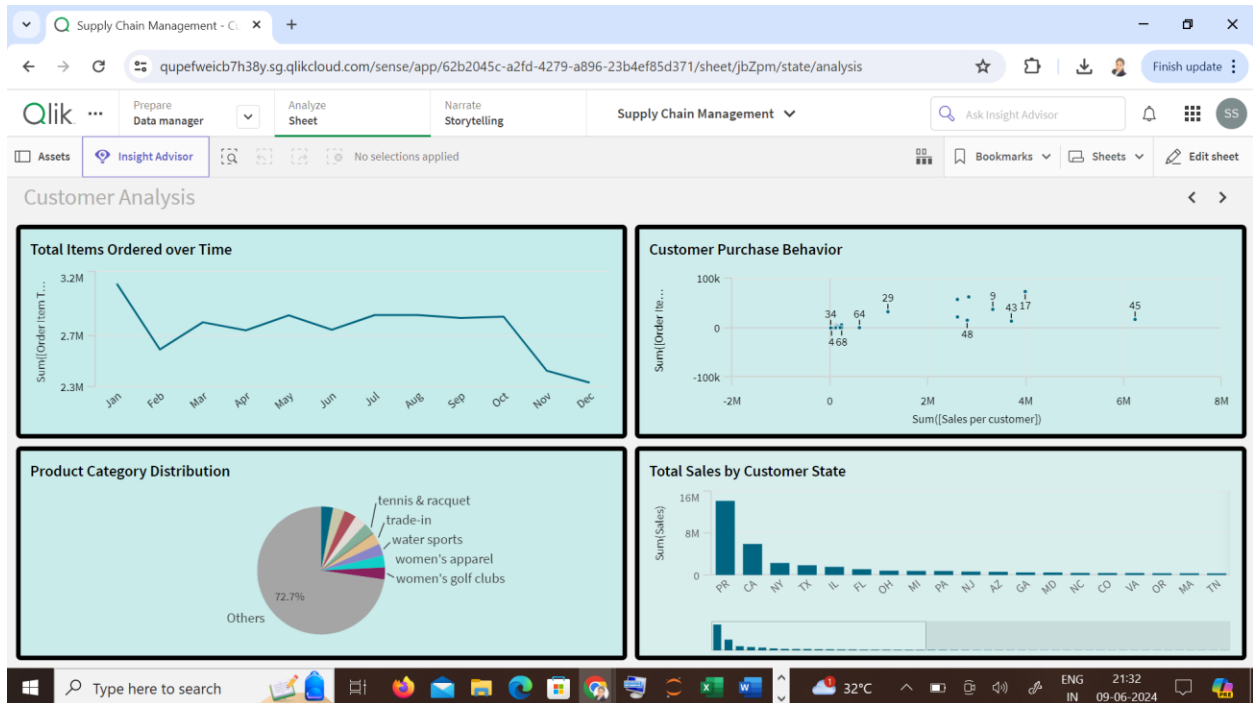 Supply Chain Management - Cu
qupefweicb7h38y.sg.qlikcloud.com/sense/app/62b2045c-a2fd-4279-a896-23b4ef85d371/sheet/jbZpm/state/analysis
Finish update
Qlik
Prepare
Data manager
Analyze
Sheet
Narrate
Storytelling
Supply Chain Management
Ask Insight Advisor
SS
Assets
Insight Advisor
No selections applied
Bookmarks
Sheets
Edit sheet
Customer Analysis
Total Items Ordered over Time
Sum([Order Item T...
3.2M
2.7M
2.3M
Jan Feb Mar Apr May Jun Jul Aug Sep Oct Nov Dec
Customer Purchase Behavior
Sum([Order Ite...
100k
0
-100k
34 64 29 9 43 17 45
4 68 48
-2M 0 2M 4M 6M 8M
Sum([Sales per customer])
Product Category Distribution
tennis & racquet
trade-in
water sports
women's apparel
women's golf clubs
72.7%
Others
Total Sales by Customer State
Sum(Sales)
16M
8M
0
PR CA NY TX IL FL OH MI PA NJ AZ GA MD NC CO VA OR MA TN
Type here to search
32°C
ENG
IN
21:32
09-06-2024
PRE